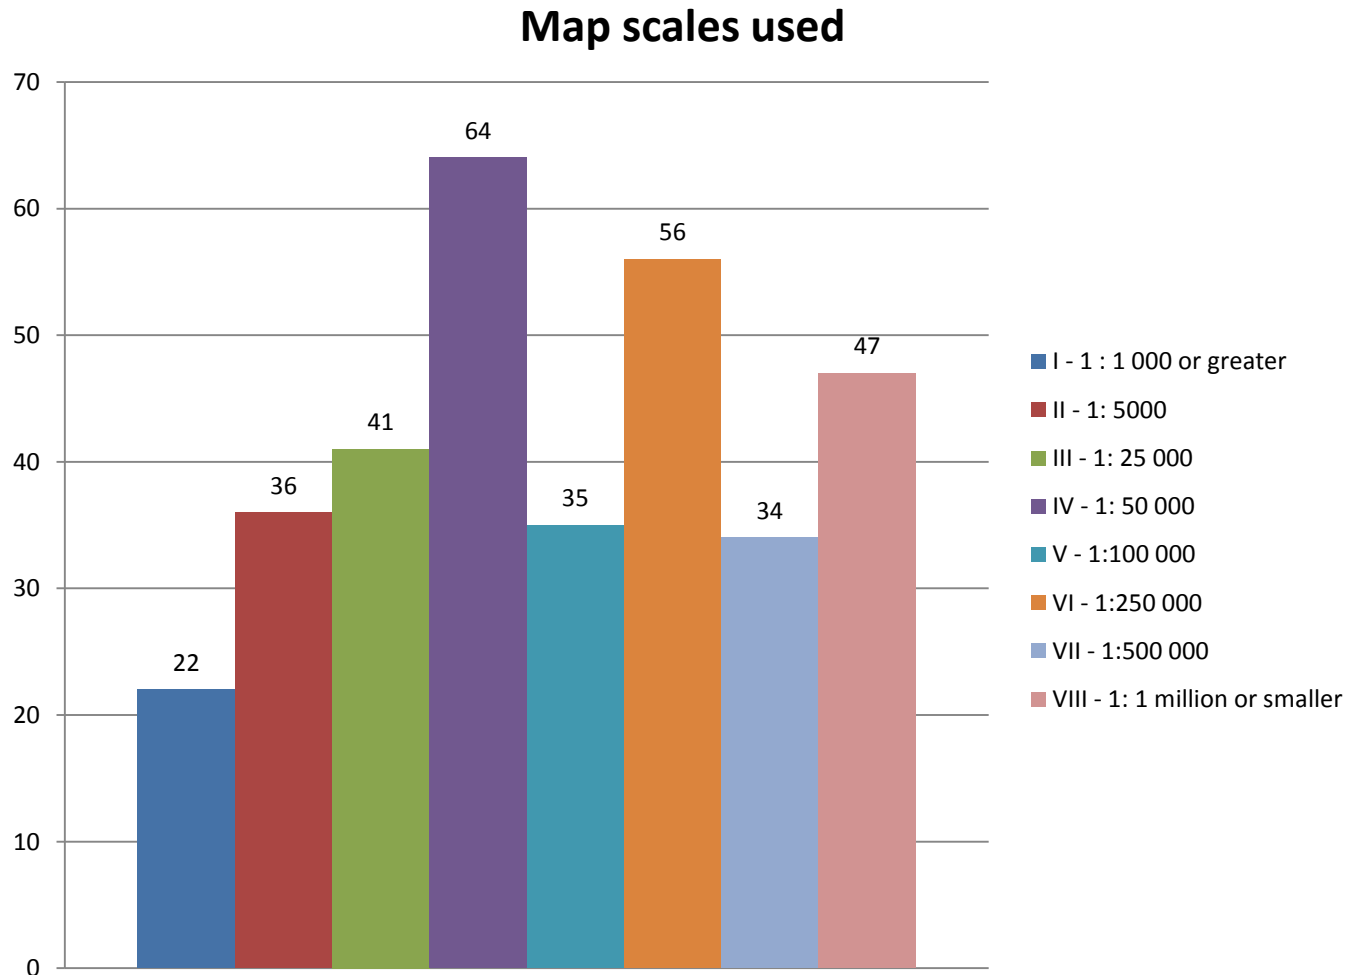 Map scales used
70
60
50
40
30
20
10
0
22
36
41
64
35
56
34
47
I - 1 : 1 000 or greater
II - 1: 5000
III - 1: 25 000
IV - 1: 50 000
V - 1:100 000
VI - 1:250 000
VII - 1:500 000
VIII - 1: 1 million or smaller